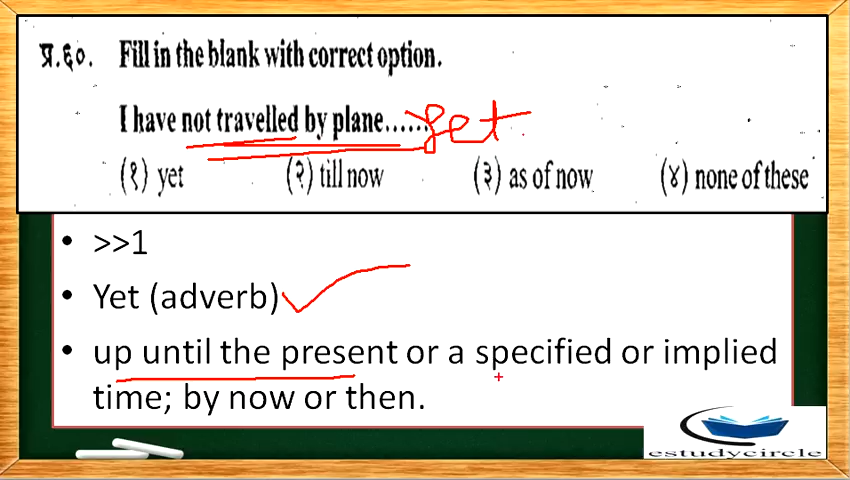 प्र.६०. Fill in the blank with correct option.
I have not travelled by plane...... yet
(१) yet (२) till now (३) as of now (४) none of these
• >>1
• Yet (adverb)
• up until the present or a specified or implied
time; by now or then.
estudycircle